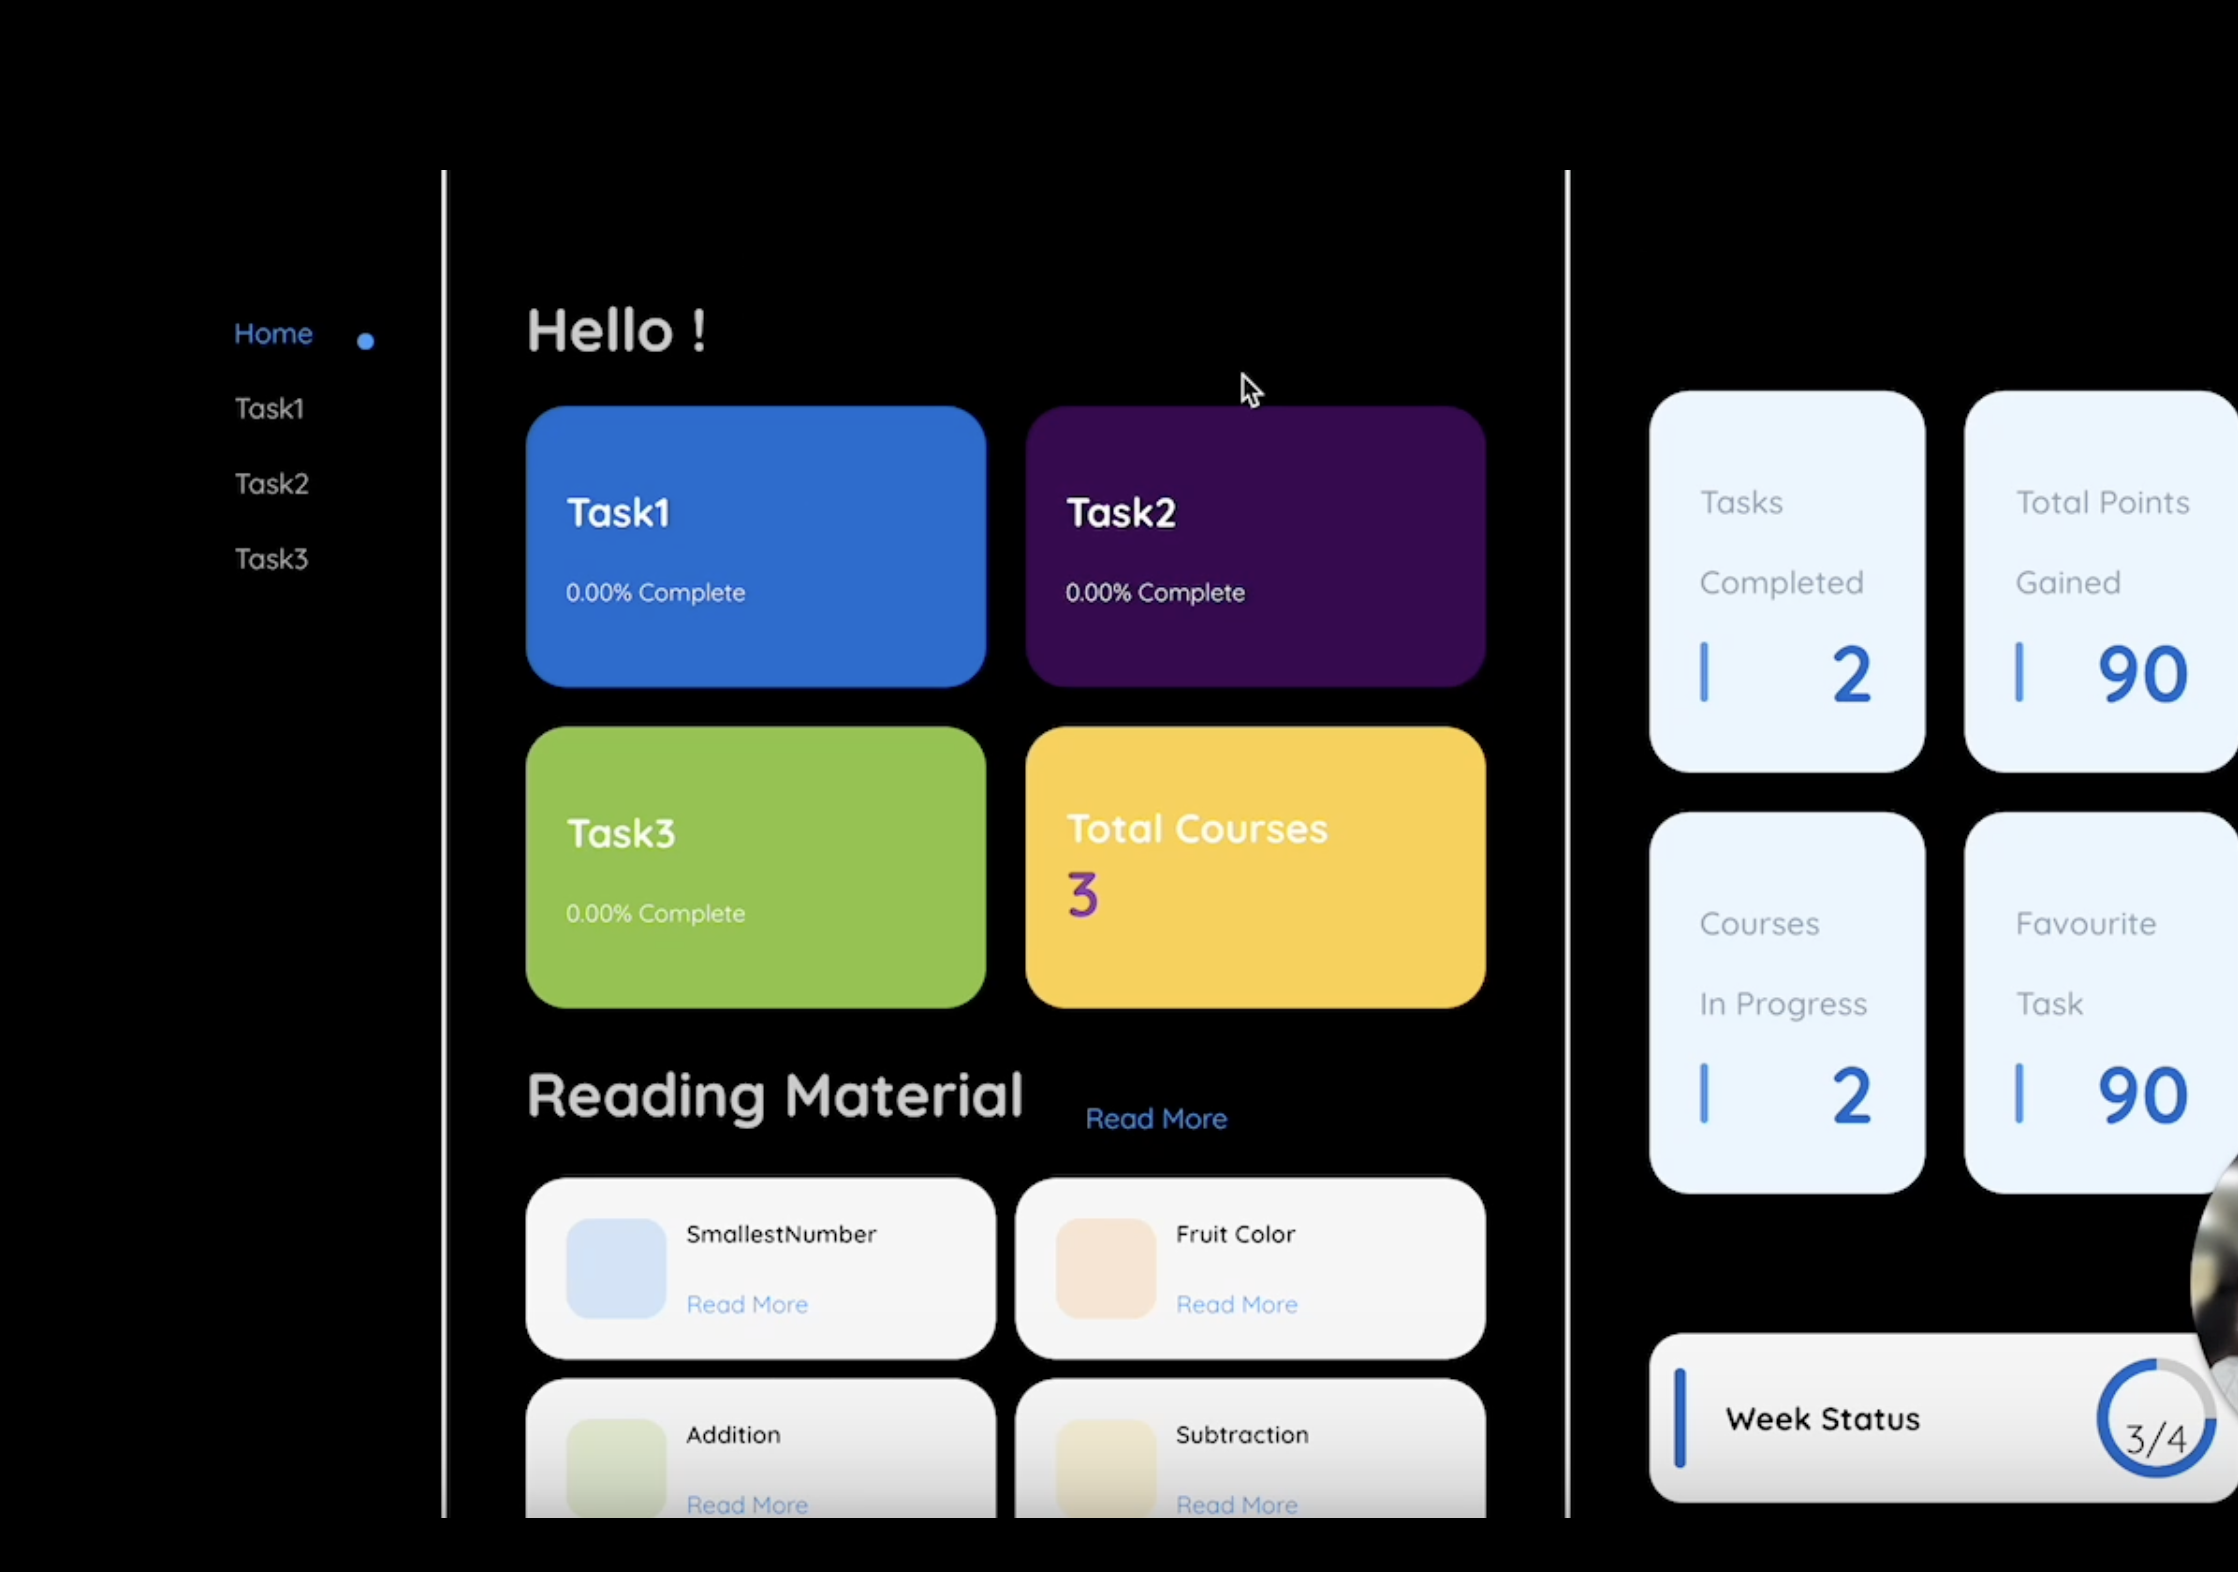 Home
Task1
Task2
Task3
Hello !
Task1
0.00% Complete
Task2
0.00% Complete
Task3
0.00% Complete
Total Courses
3
Reading Material
Read More
SmallestNumber
Read More
Fruit Color
Read More
Addition
Read More
Subtraction
Read More
Tasks
Completed
2
Total Points
Gained
90
Courses
In Progress
2
Favourite
Task
90
Week Status
3/4